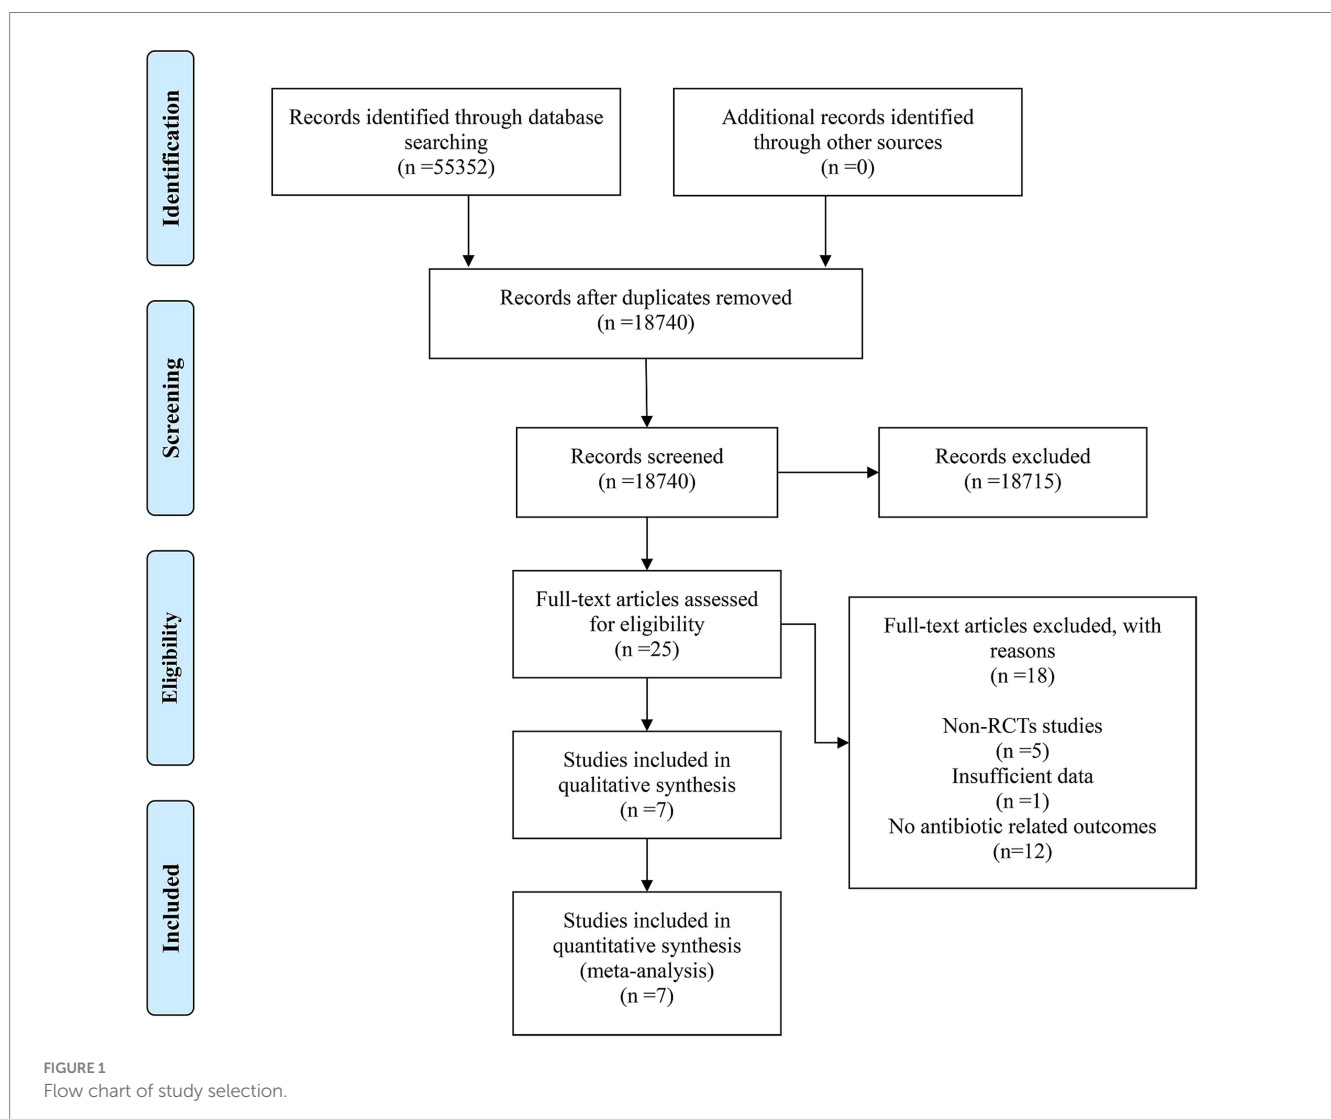 Identification
Records identified through database
searching
(n =55352)
Additional records identified
through other sources
(n =0)
Records after duplicates removed
(n =18740)
Screening
Records screened
(n =18740)
Records excluded
(n =18715)
Eligibility
Full-text articles assessed
for eligibility
(n =25)
Full-text articles excluded, with
reasons
(n =18)
Non-RCTs studies
(n =5)
Insufficient data
(n =1)
No antibiotic related outcomes
(n=12)
Studies included in
qualitative synthesis
(n =7)
Included
Studies included in
quantitative synthesis
(meta-analysis)
(n =7)
FIGURE 1
Flow chart of study selection.